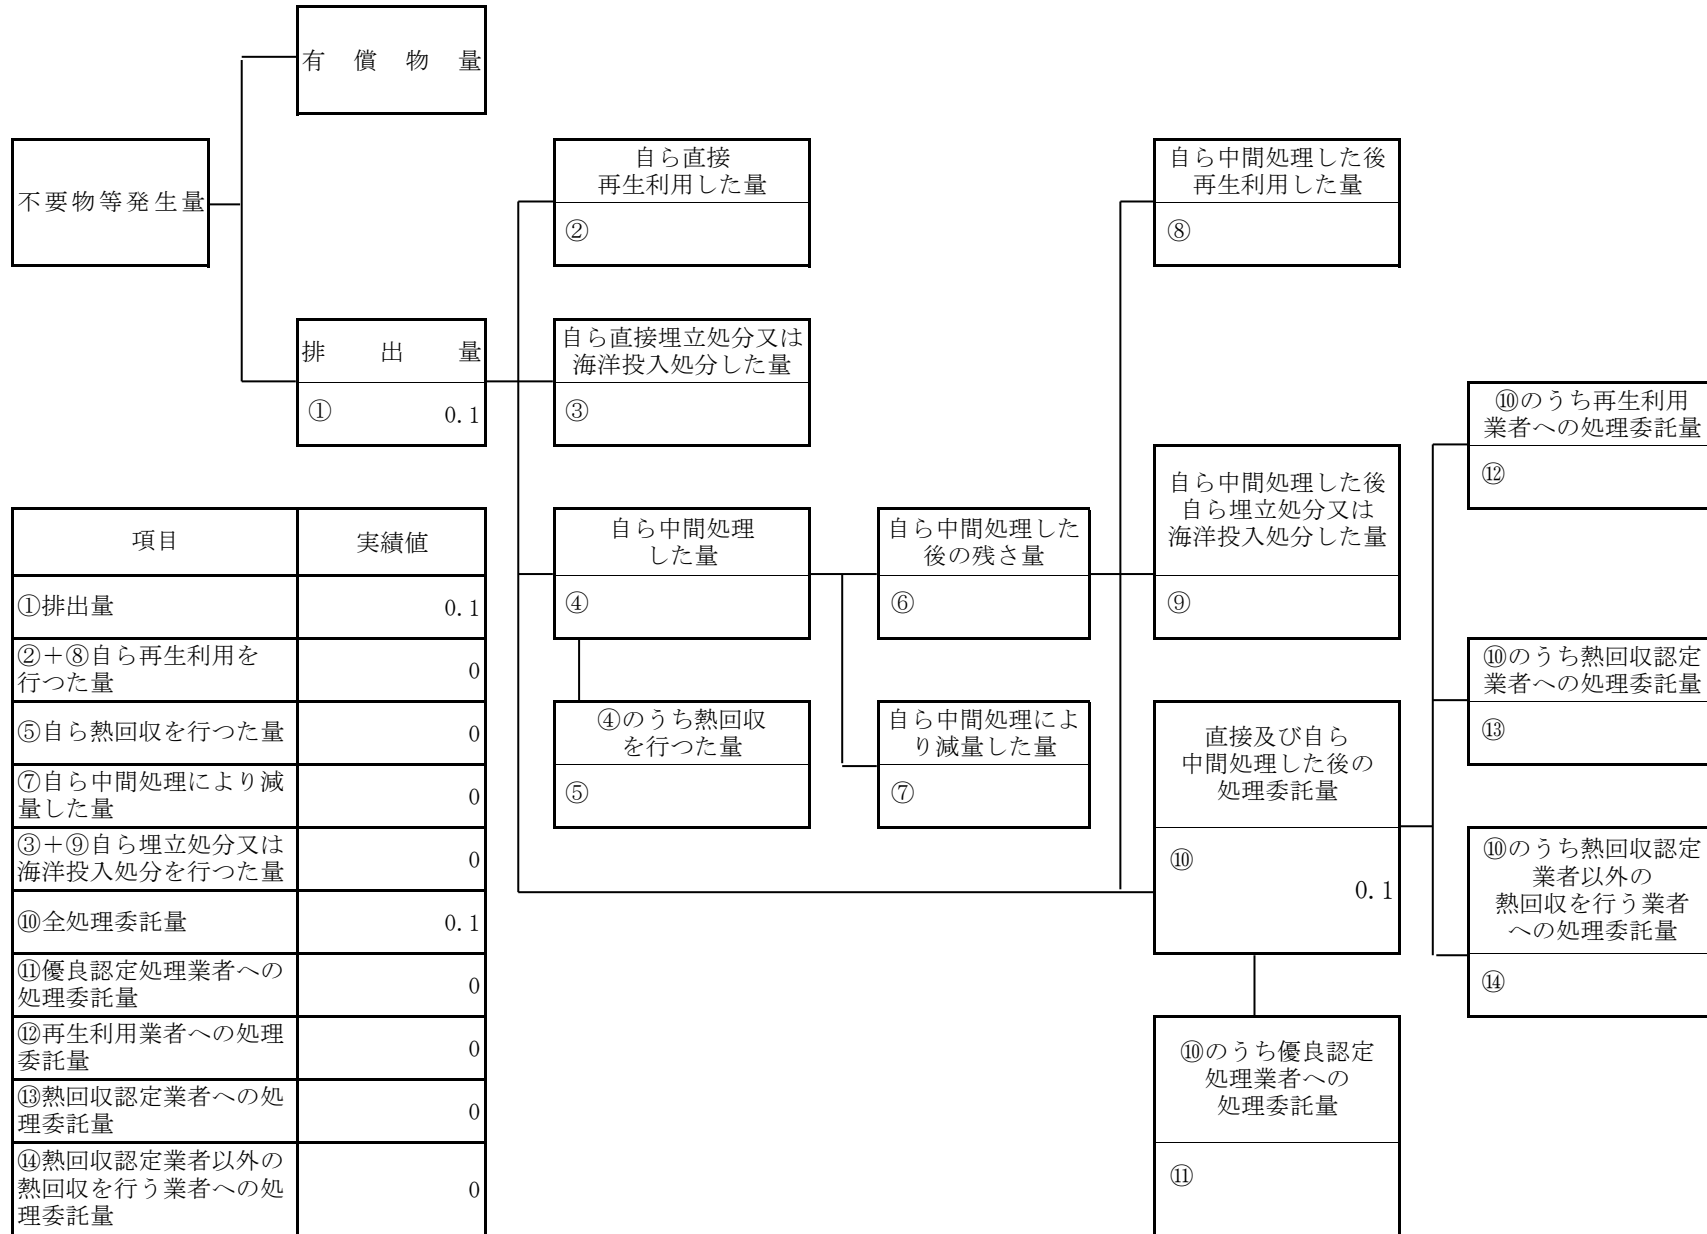 有償物量
不要物等発生量
排出量
① 0.1
自ら直接
再生利用した量
②
自ら直接埋立処分又は
海洋投入処分した量
③
自ら中間処理
した量
④
④のうち熱回収
を行つた量
⑤
自ら中間処理した
後の残さ量
⑥
自ら中間処理によ
り減量した量
⑦
自ら中間処理した後
再生利用した量
⑧
自ら中間処理した後
自ら埋立処分又は
海洋投入処分した量
⑨
直接及び自ら
中間処理した後の
処理委託量
⑩
0.1
⑩のうち優良認定
処理業者への
処理委託量
⑪
⑩のうち再生利用
業者への処理委託量
⑫
⑩のうち熱回収認定
業者への処理委託量
⑬
⑩のうち熱回収認定
業者以外の
熱回収を行う業者
への処理委託量
⑭
項目 実績値
①排出量 0.1
②＋⑧自ら再生利用を
行つた量 0
⑤自ら熱回収を行つた量 0
⑦自ら中間処理により減
量した量 0
③＋⑨自ら埋立処分又は
海洋投入処分を行つた量 0
⑩全処理委託量 0.1
⑪優良認定処理業者への
処理委託量 0
⑫再生利用業者への処理
委託量 0
⑬熱回収認定業者への処
理委託量 0
⑭熱回収認定業者以外の
熱回収を行う業者への処
理委託量 0